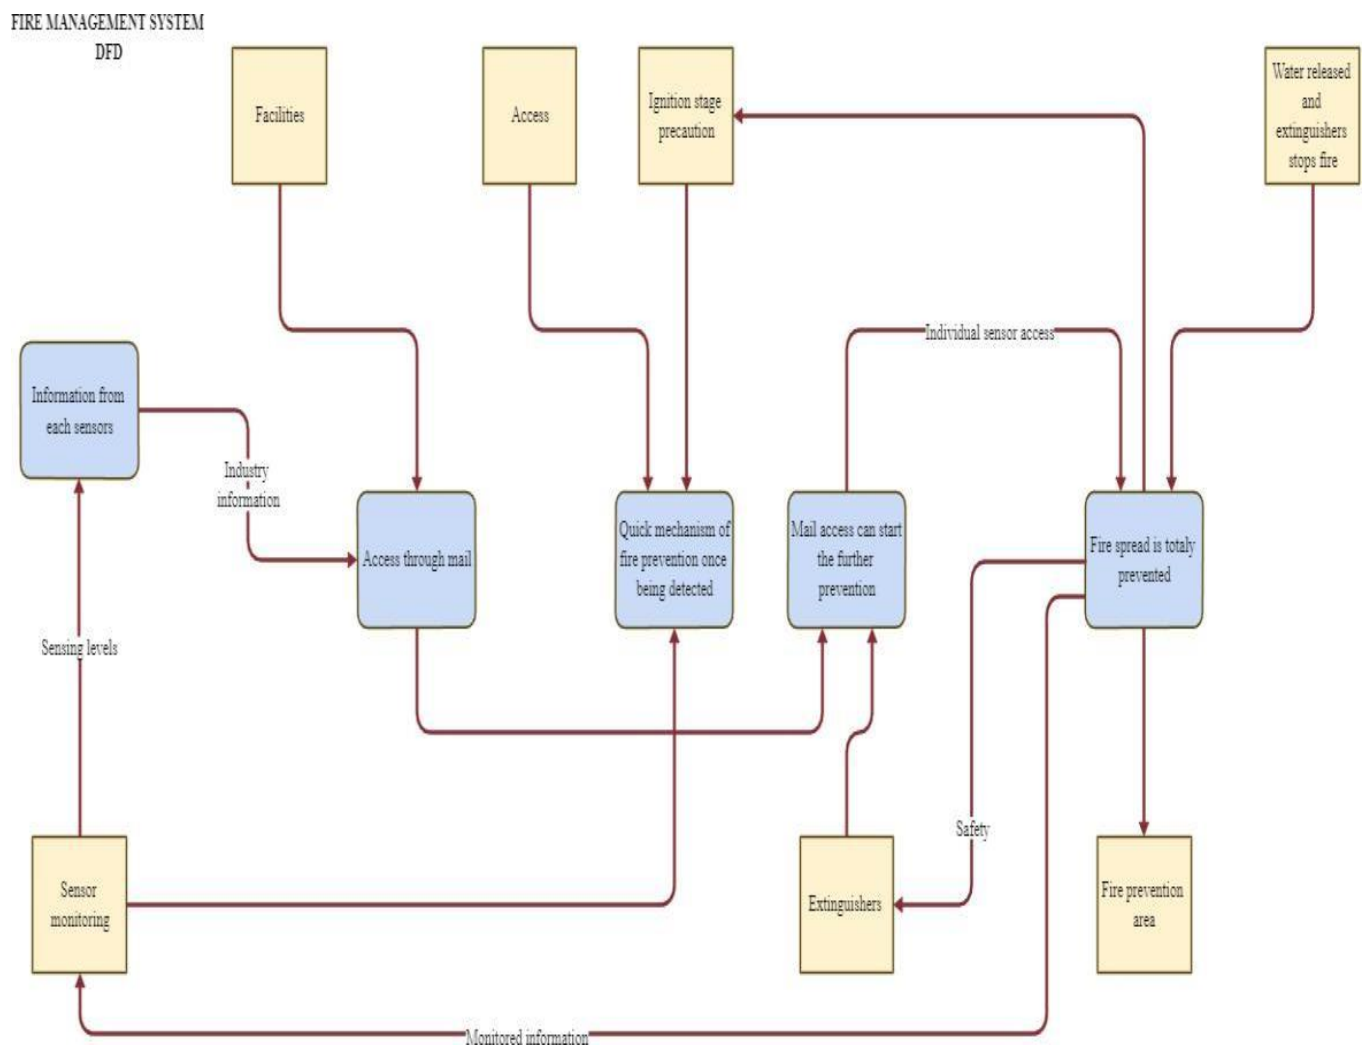 FIRE MANAGEMENT SYSTEM
DFD
Facilities
Access
Ignition stage
precaution
Water released
and
extinguishers
stops fire
Individual sensor access
Information from
each sensors
Industry
information
Access through mail
Quick mechanism of
fire prevention once
being detected
Mail access can start
the further
prevention
Fire spread is totaly
prevented
Sensing levels
Safety
Sensor
monitoring
Extinguishers
Fire prevention
area
Monitored information